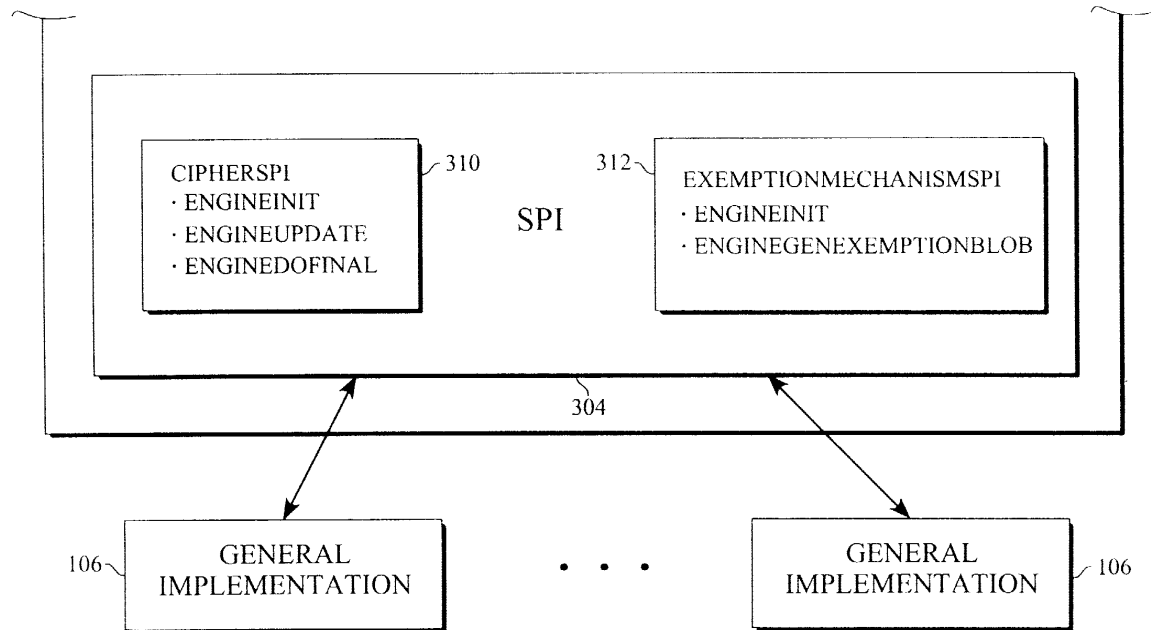 CIPHERSPI
· ENGINEINIT
· ENGINEUPDATE
· ENGINEDOFINAL
310
SPI
312
EXEMPTIONMECHANISMSPI
· ENGINEINIT
· ENGINEGENEXEMPTIONBLOB
304
106
GENERAL
IMPLEMENTATION
• • •
GENERAL
IMPLEMENTATION
106